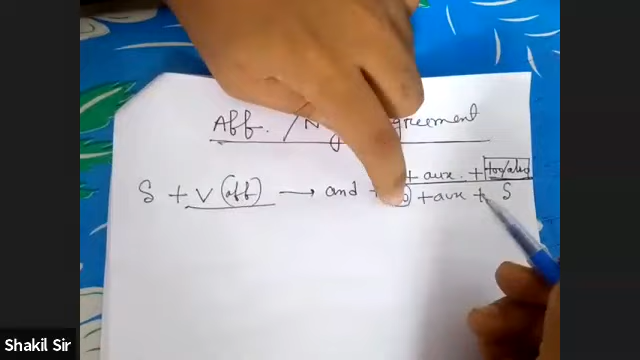 Aff. / N greement
+ aux. + too/also
S + V (aff) → and + + aux + S
Shakil Sir